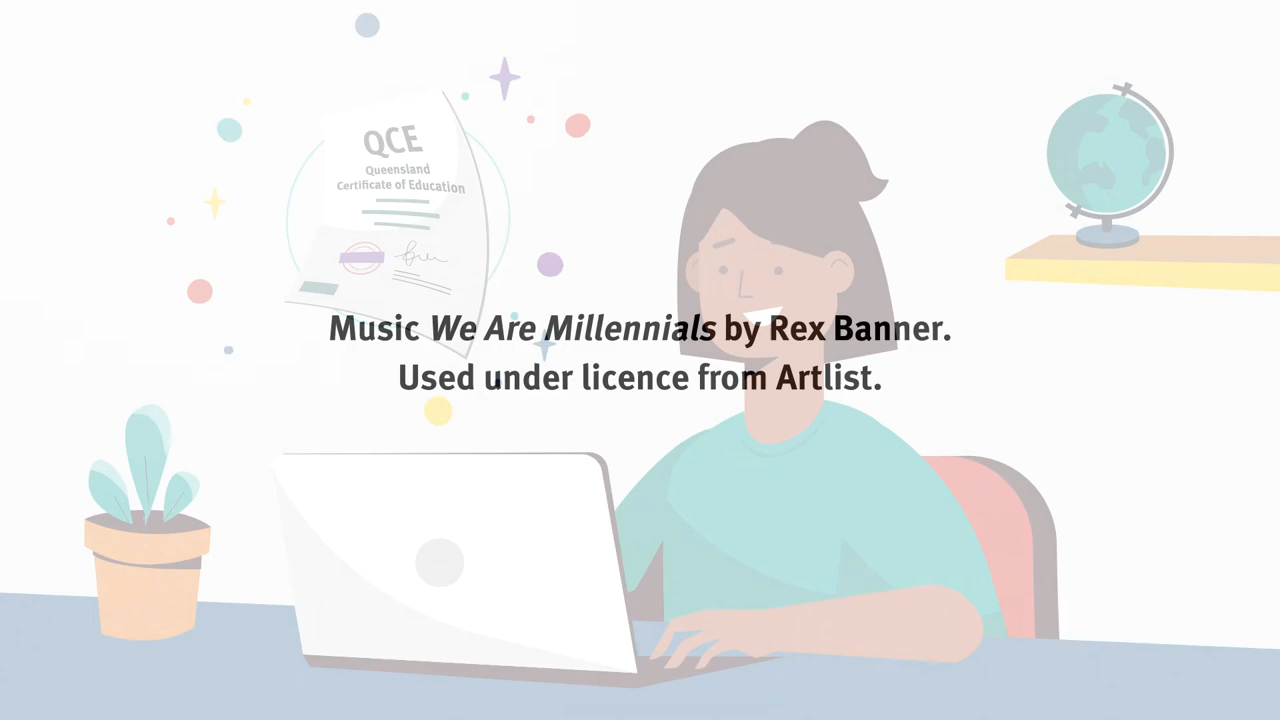 QCE
Queensland
Certificate of Education
Music We Are Millennials by Rex Banner.
Used under licence from Artlist.